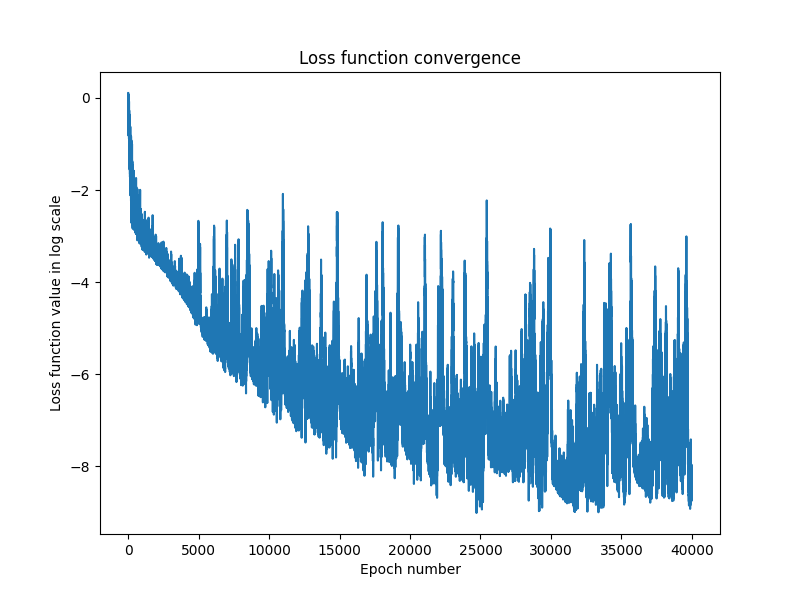 Loss function convergence
Loss function value in log scale
0
−2
−4
−6
−8
0 5000 10000 15000 20000 25000 30000 35000 40000
Epoch number